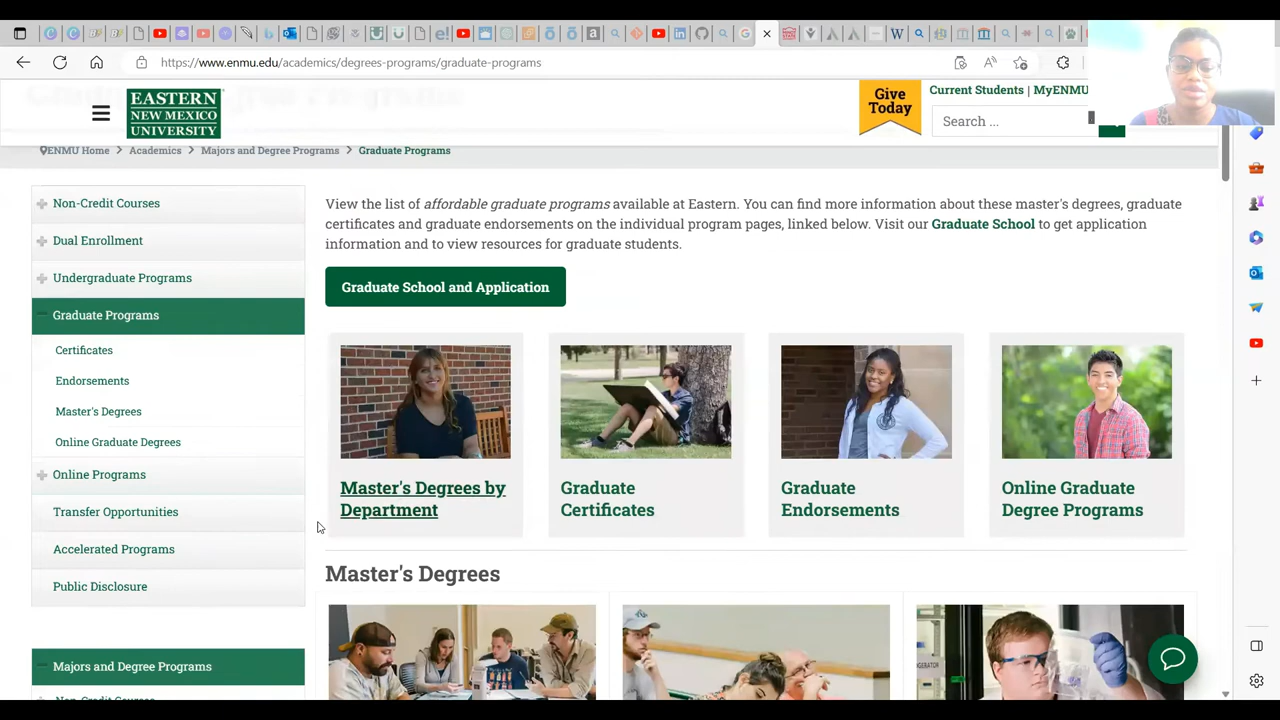 https://www.enmu.edu/academics/degrees-programs/graduate-programs
EASTERN
NEW MEXICO
UNIVERSITY
Give
Today
Current Students | MyENMU
Search ...
ENMU Home > Academics > Majors and Degree Programs > Graduate Programs
Non-Credit Courses
Dual Enrollment
Undergraduate Programs
Graduate Programs
Certificates
Endorsements
Master's Degrees
Online Graduate Degrees
Online Programs
Transfer Opportunities
Accelerated Programs
Public Disclosure
Majors and Degree Programs
View the list of affordable graduate programs available at Eastern. You can find more information about these master's degrees, graduate
certificates and graduate endorsements on the individual program pages, linked below. Visit our Graduate School to get application
information and to view resources for graduate students.
Graduate School and Application
Master's Degrees by
Department
Graduate
Certificates
Graduate
Endorsements
Online Graduate
Degree Programs
Master's Degrees